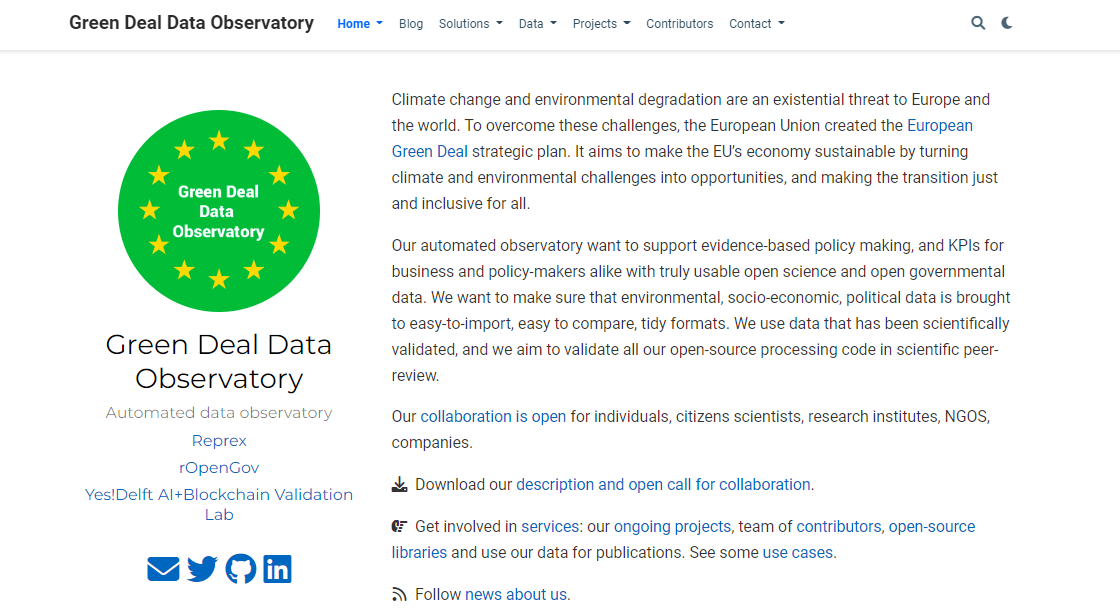 Green Deal Data Observatory Home Blog Solutions Data Projects Contributors Contact
Green Deal
Data
Observatory
Green Deal Data
Observatory
Automated data observatory
Reprex
rOpenGov
Yes!Delft AI+Blockchain Validation
Lab
Climate change and environmental degradation are an existential threat to Europe and
the world. To overcome these challenges, the European Union created the European
Green Deal strategic plan. It aims to make the EU’s economy sustainable by turning
climate and environmental challenges into opportunities, and making the transition just
and inclusive for all.
Our automated observatory want to support evidence-based policy making, and KPIs for
business and policy-makers alike with truly usable open science and open governmental
data. We want to make sure that environmental, socio-economic, political data is brought
to easy-to-import, easy to compare, tidy formats. We use data that has been scientifically
validated, and we aim to validate all our open-source processing code in scientific peer-
review.
Our collaboration is open for individuals, citizens scientists, research institutes, NGOS,
companies.
Download our description and open call for collaboration.
Get involved in services: our ongoing projects, team of contributors, open-source
libraries and use our data for publications. See some use cases.
Follow news about us.